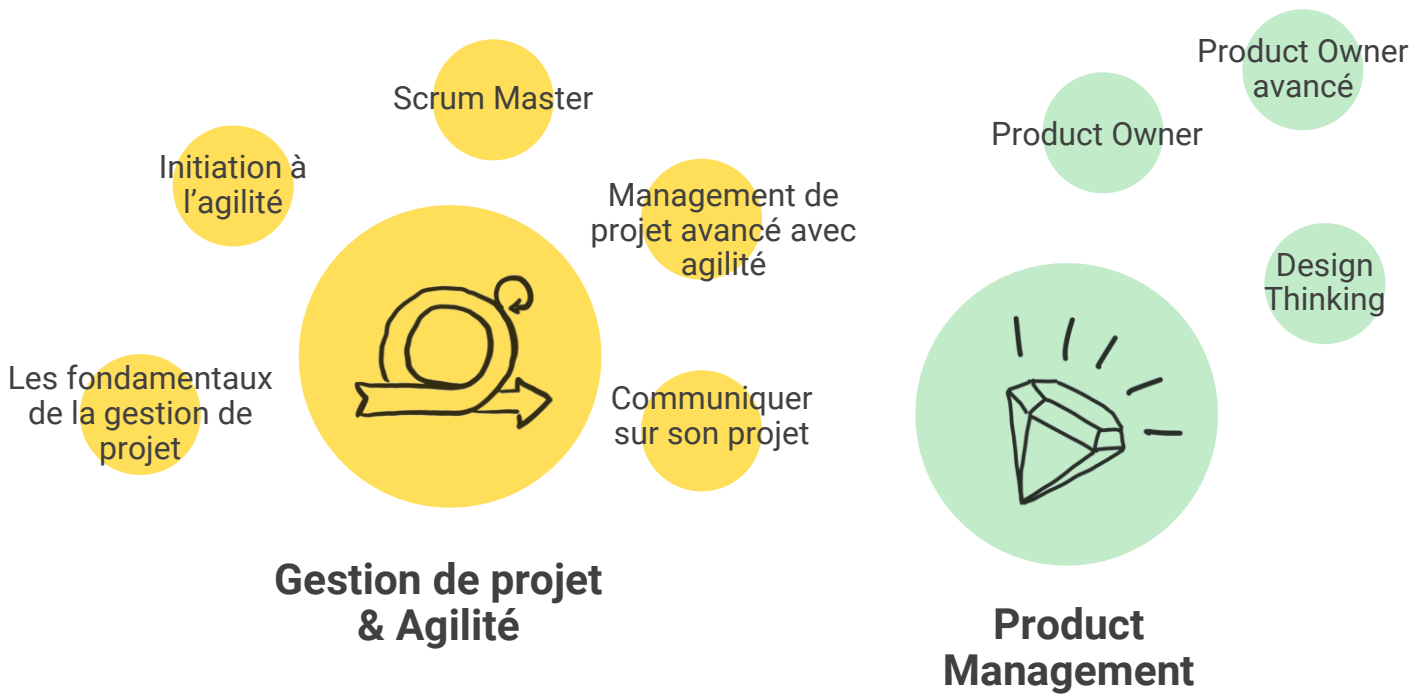 Scrum Master
Initiation à
l’agilité
Management de
projet avancé avec
agilité
Les fondamentaux
de la gestion de
projet
Communiquer
sur son projet
Gestion de projet
& Agilité
Product Owner
avancé
Product Owner
Design
Thinking
Product
Management